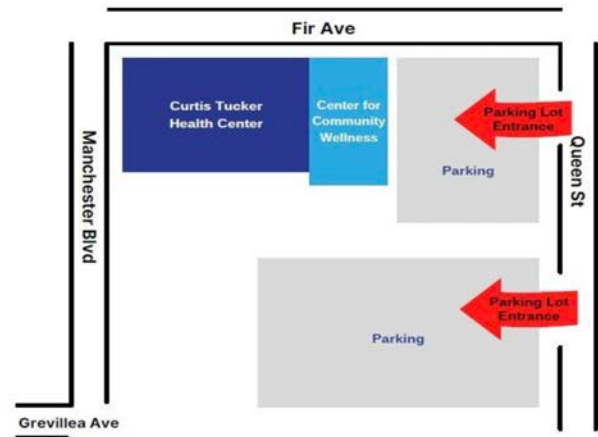 Fir Ave
Curtis Tucker
Health Center
Center for
Community
Wellness
Parking Lot
Entrance
Parking
Manchester Blvd
Queen St
Parking Lot
Entrance
Parking
Grevillea Ave